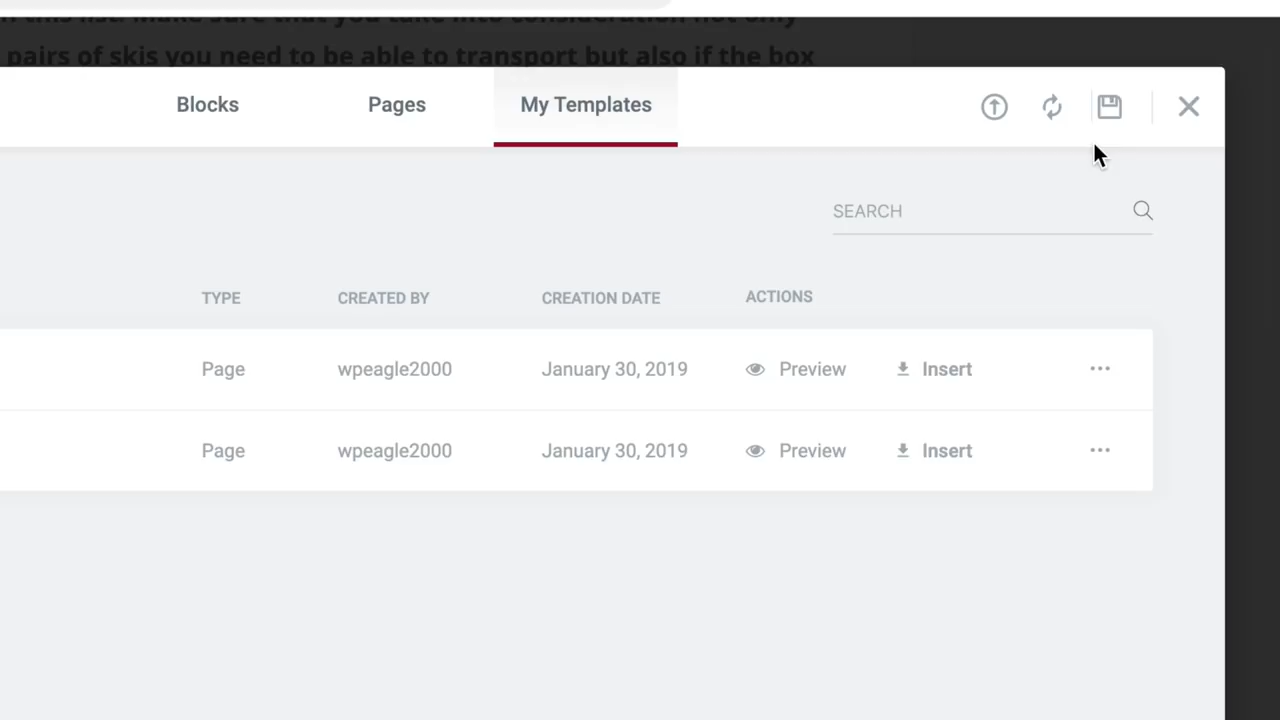 this list. Make sure that you take into consideration not only
pairs of skis you need to be able to transport but also if the box
Blocks
Pages
My Templates
SEARCH
TYPE
CREATED BY
CREATION DATE
ACTIONS
Page
wpeagle2000
January 30, 2019
Preview
Insert
Page
wpeagle2000
January 30, 2019
Preview
Insert